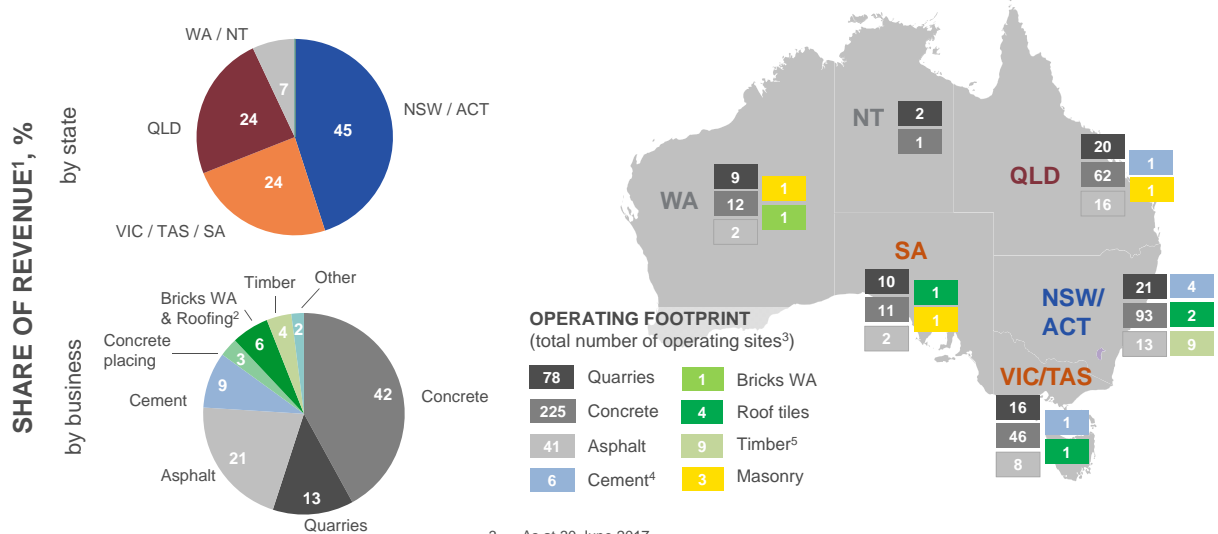 SHARE OF REVENUE¹, %
by state
WA / NT
7
NSW / ACT
45
QLD
24
24
VIC / TAS / SA
by business
Timber
Other
Bricks WA
& Roofing²
Concrete
placing
2
4
6
3
Cement
9
42
Concrete
Asphalt
21
13
Quarries
OPERATING FOOTPRINT
(total number of operating sites³)
78 Quarries
225 Concrete
41 Asphalt
6 Cement⁴
1 Bricks WA
4 Roof tiles
9 Timber⁵
3 Masonry
WA
9
12
2
1
1
NT
2
1
QLD
20
62
16
1
1
SA
10
11
2
1
1
NSW/
ACT
21
93
13
4
2
9
VIC/TAS
16
46
8
1
1